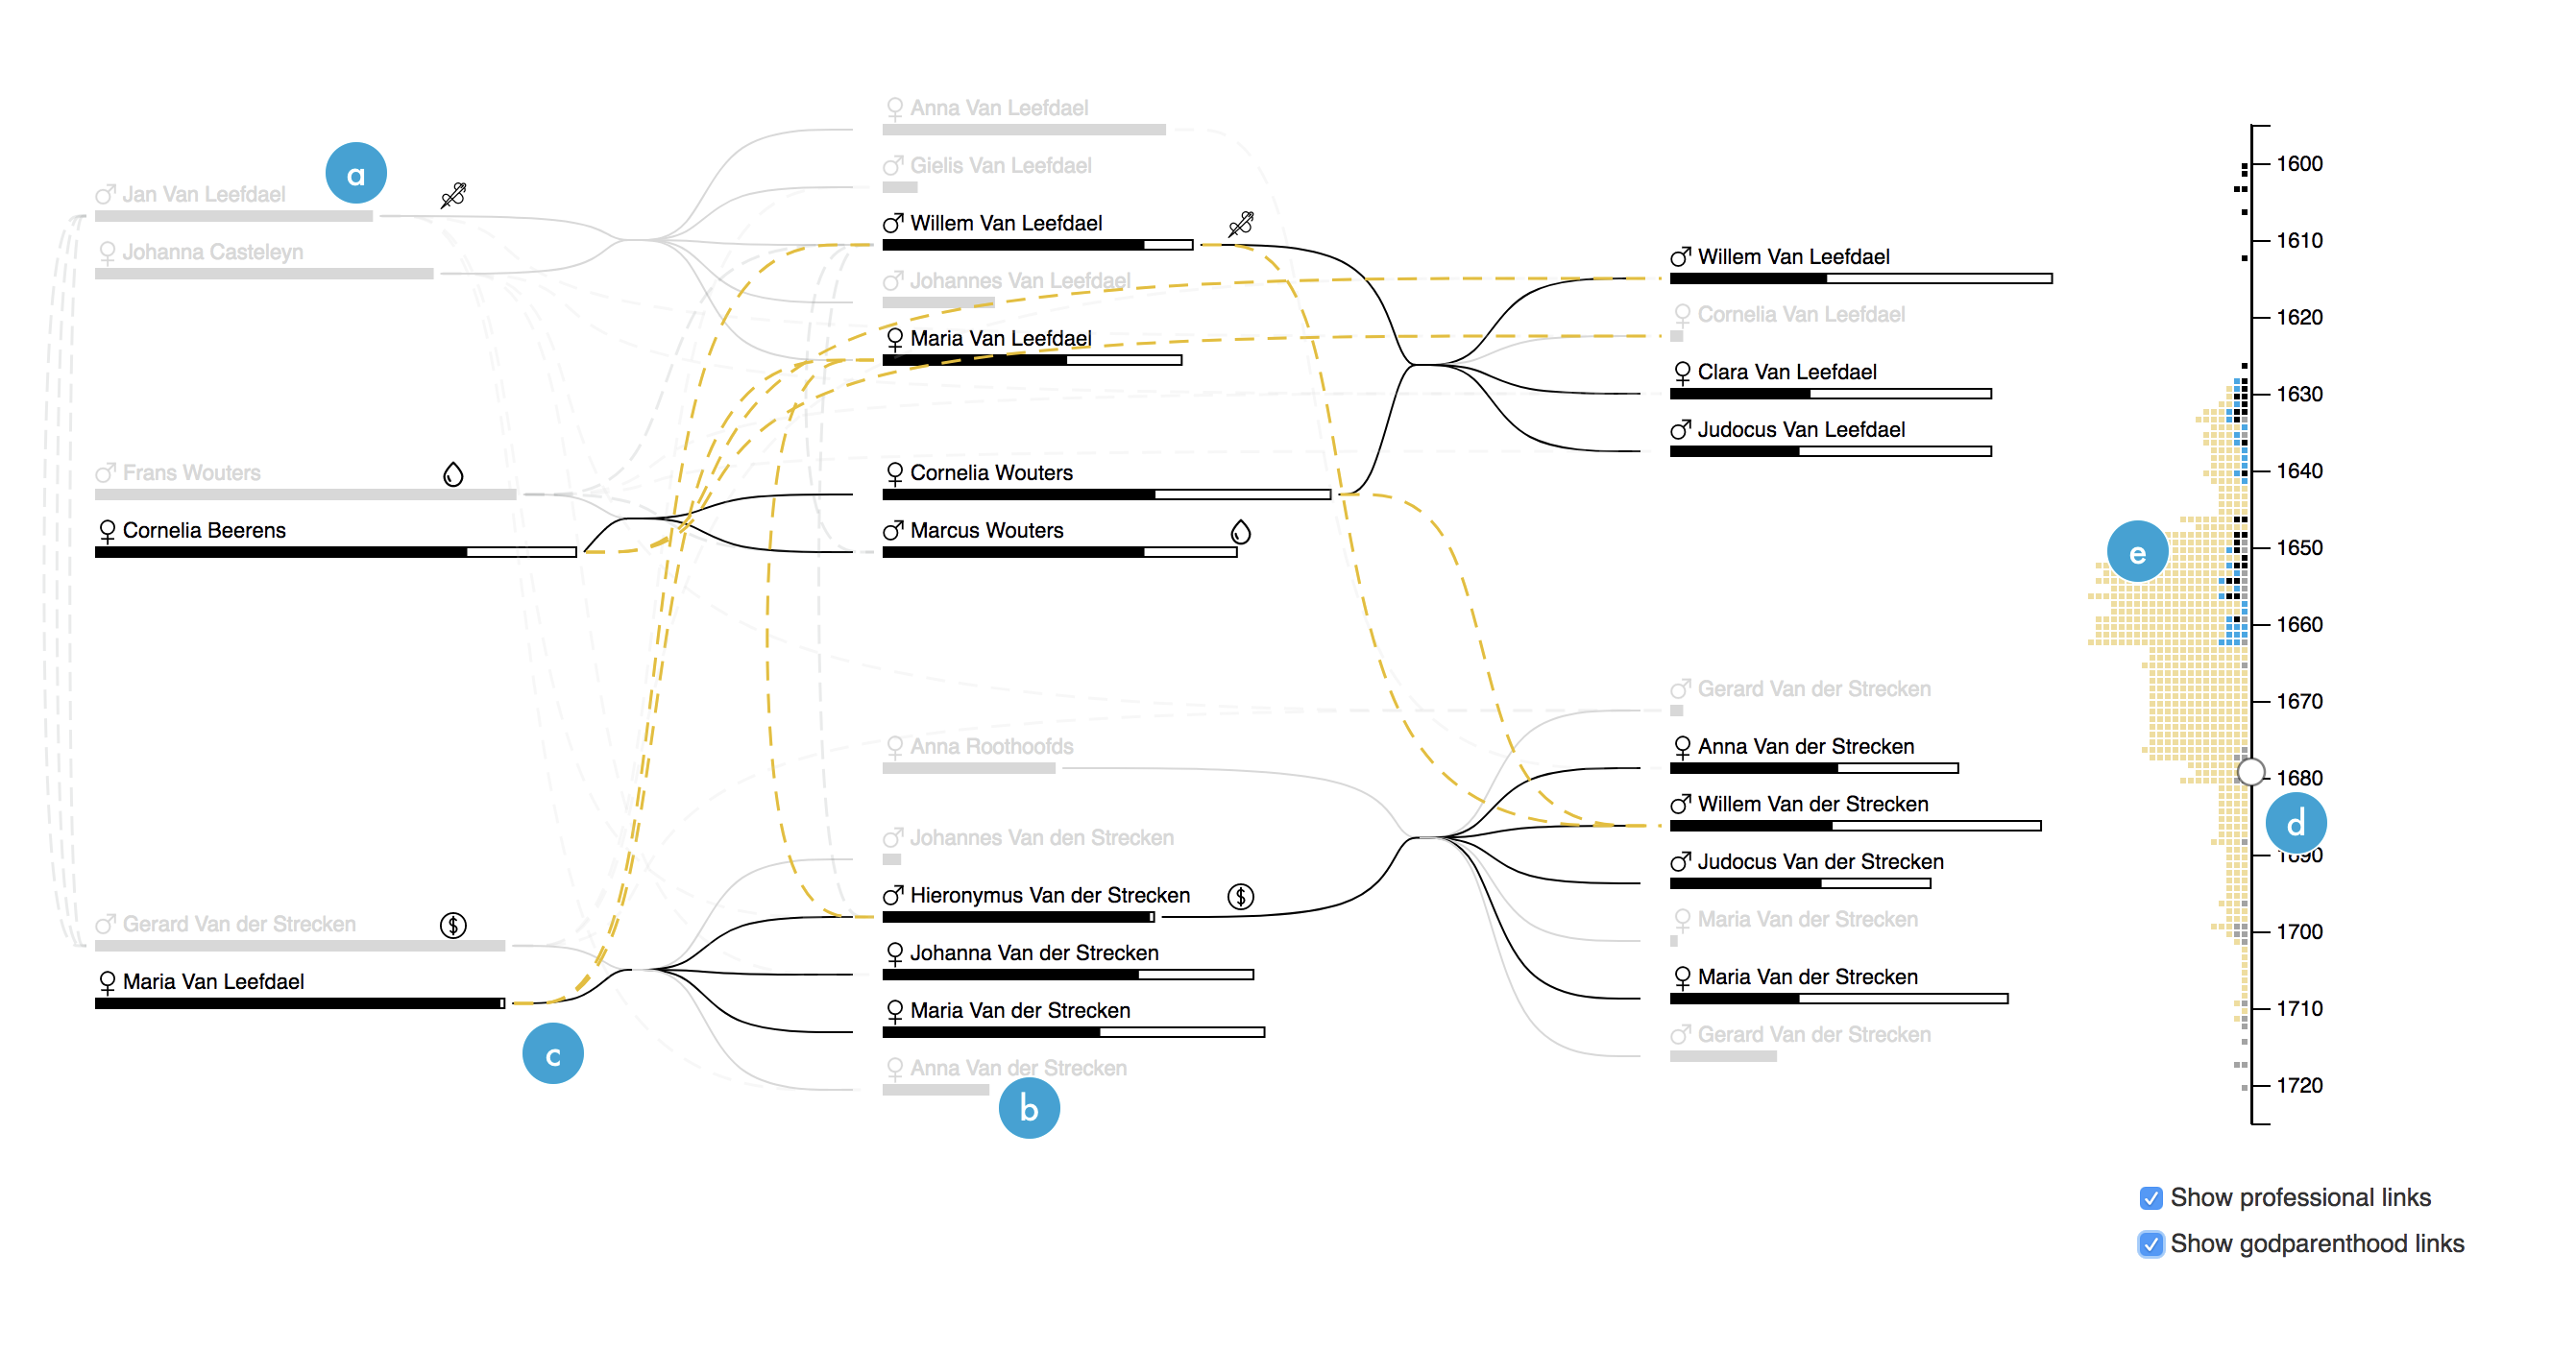 Jan Van Leefdael
a
Johanna Casteleyn
Frans Wouters
Cornelia Beerens
Gerard Van der Strecken
$
Maria Van Leefdael
c
Anna Van Leefdael
Gielis Van Leefdael
Willem Van Leefdael
Johannes Van Leefdael
Maria Van Leefdael
Cornelia Wouters
Marcus Wouters
Anna Roothoofds
Johannes Van den Strecken
Hieronymus Van der Strecken
$
Johanna Van der Strecken
Maria Van der Strecken
Anna Van der Strecken
b
Willem Van Leefdael
Cornelia Van Leefdael
Clara Van Leefdael
Judocus Van Leefdael
Gerard Van der Strecken
Anna Van der Strecken
Willem Van der Strecken
Judocus Van der Strecken
Maria Van der Strecken
Maria Van der Strecken
Gerard Van der Strecken
1600
1610
1620
1630
1640
1650
e
1660
1670
1680
d
1690
1700
1710
1720
Show professional links
Show godparenthood links